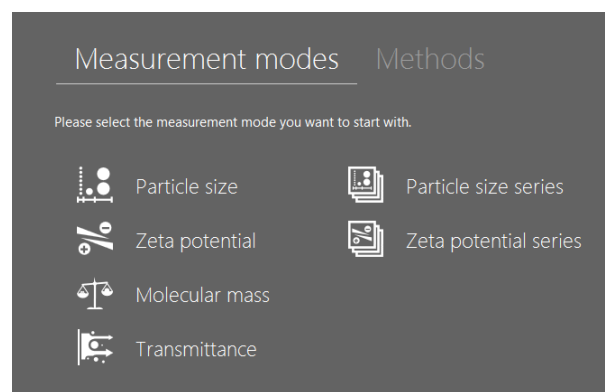 Measurement modes Methods
Please select the measurement mode you want to start with.
Particle size Particle size series
Zeta potential Zeta potential series
Molecular mass
Transmittance